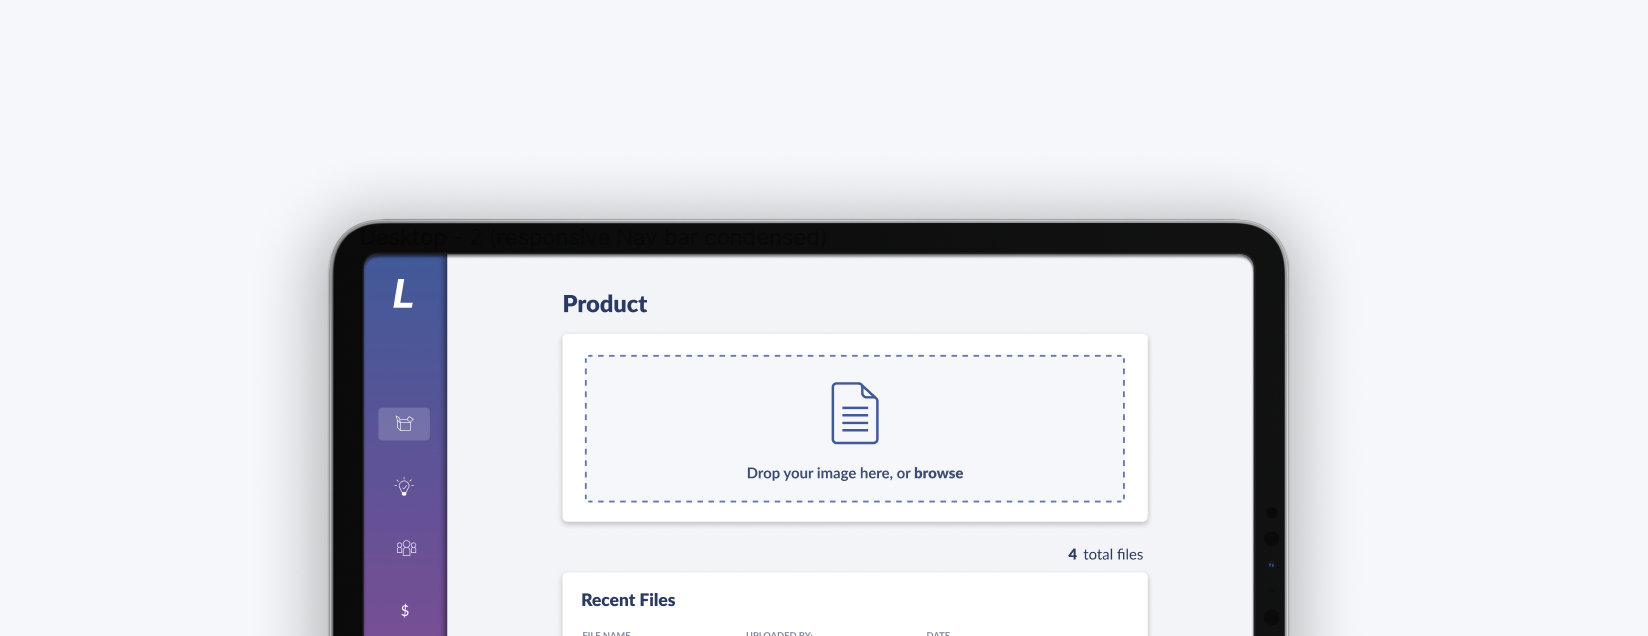 Desktop - 2 (responsive Nav bar condensed)
L
Product
Drop your image here, or browse
$
4 total files
Recent Files
FILE NAME UPLOADED BY: DATE